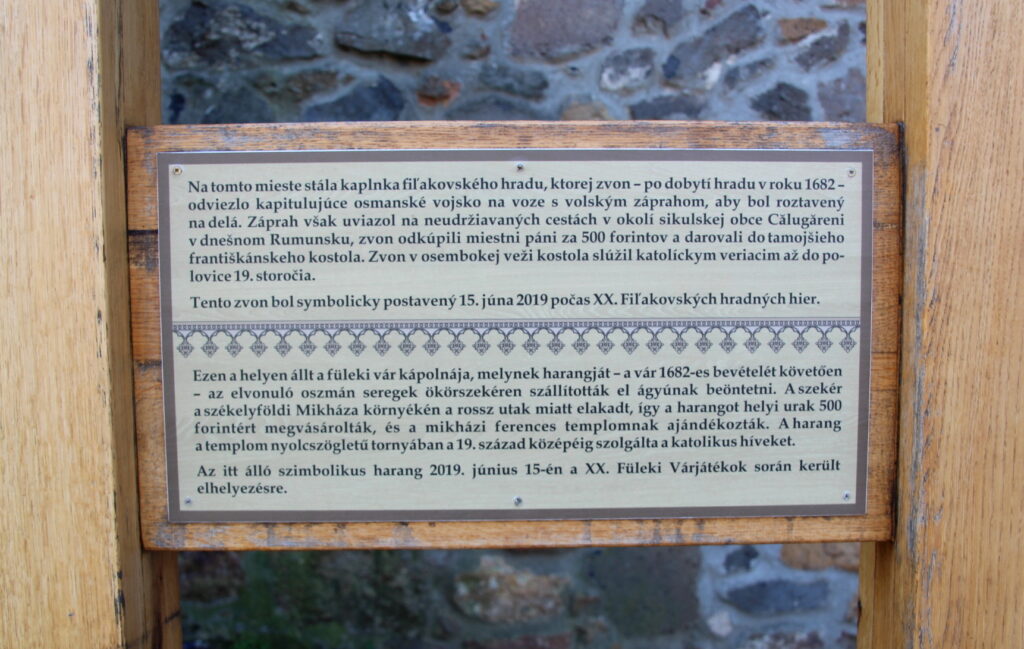 Na tomto mieste stála kaplnka fiľakovského hradu, ktorej zvon – po dobytí hradu v roku 1682 –
odviezlo kapitulujúce osmanské vojsko na voze s volským záprahom, aby bol roztavený
na delá. Záprah však uviazol na neudržiavaných cestách v okolí sikulskej obce Călugăreni
v dnešnom Rumunsku, zvon odkúpili miestni páni za 500 forintov a darovali do tamojšieho
františkánskeho kostola. Zvon v osembokej veži kostola slúžil katolíckym veriacim až do po-
lovice 19. storočia.
Tento zvon bol symbolicky postavený 15. júna 2019 počas XX. Fiľakovských hradných hier.
Ezen a helyen állt a füleki vár kápolnája, melynek harangját – a vár 1682-es bevételét követően
– az elvonuló oszmán seregek ökörszekéren szállították el ágyúnak beöntetni. A szekér
a székelyföldi Mikháza környékén a rossz utak miatt elakadt, így a harangot helyi urak 500
forintért megvásárolták, és a mikházi ferences templomnak ajándékozták. A harang
a templom nyolcszögletű tornyában a 19. század közepéig szolgálta a katolikus híveket.
Az itt álló szimbolikus harang 2019. június 15-én a XX. Füleki Várjátékok során került
elhelyezésre.